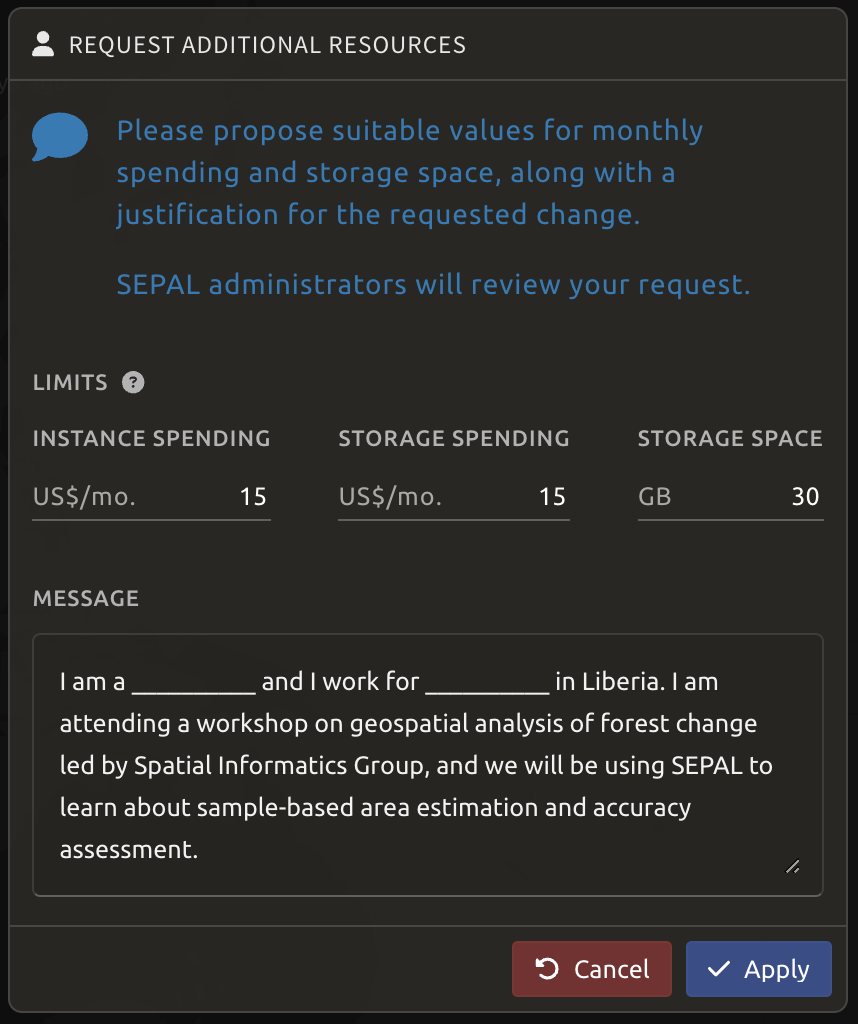 REQUEST ADDITIONAL RESOURCES
Please propose suitable values for monthly
spending and storage space, along with a
justification for the requested change.
SEPAL administrators will review your request.
LIMITS ?
INSTANCE SPENDING STORAGE SPENDING STORAGE SPACE
US$/mo. 15 US$/mo. 15 GB 30
MESSAGE
I am a __________ and I work for __________ in Liberia. I am
attending a workshop on geospatial analysis of forest change
led by Spatial Informatics Group, and we will be using SEPAL to
learn about sample-based area estimation and accuracy
assessment.
Cancel Apply